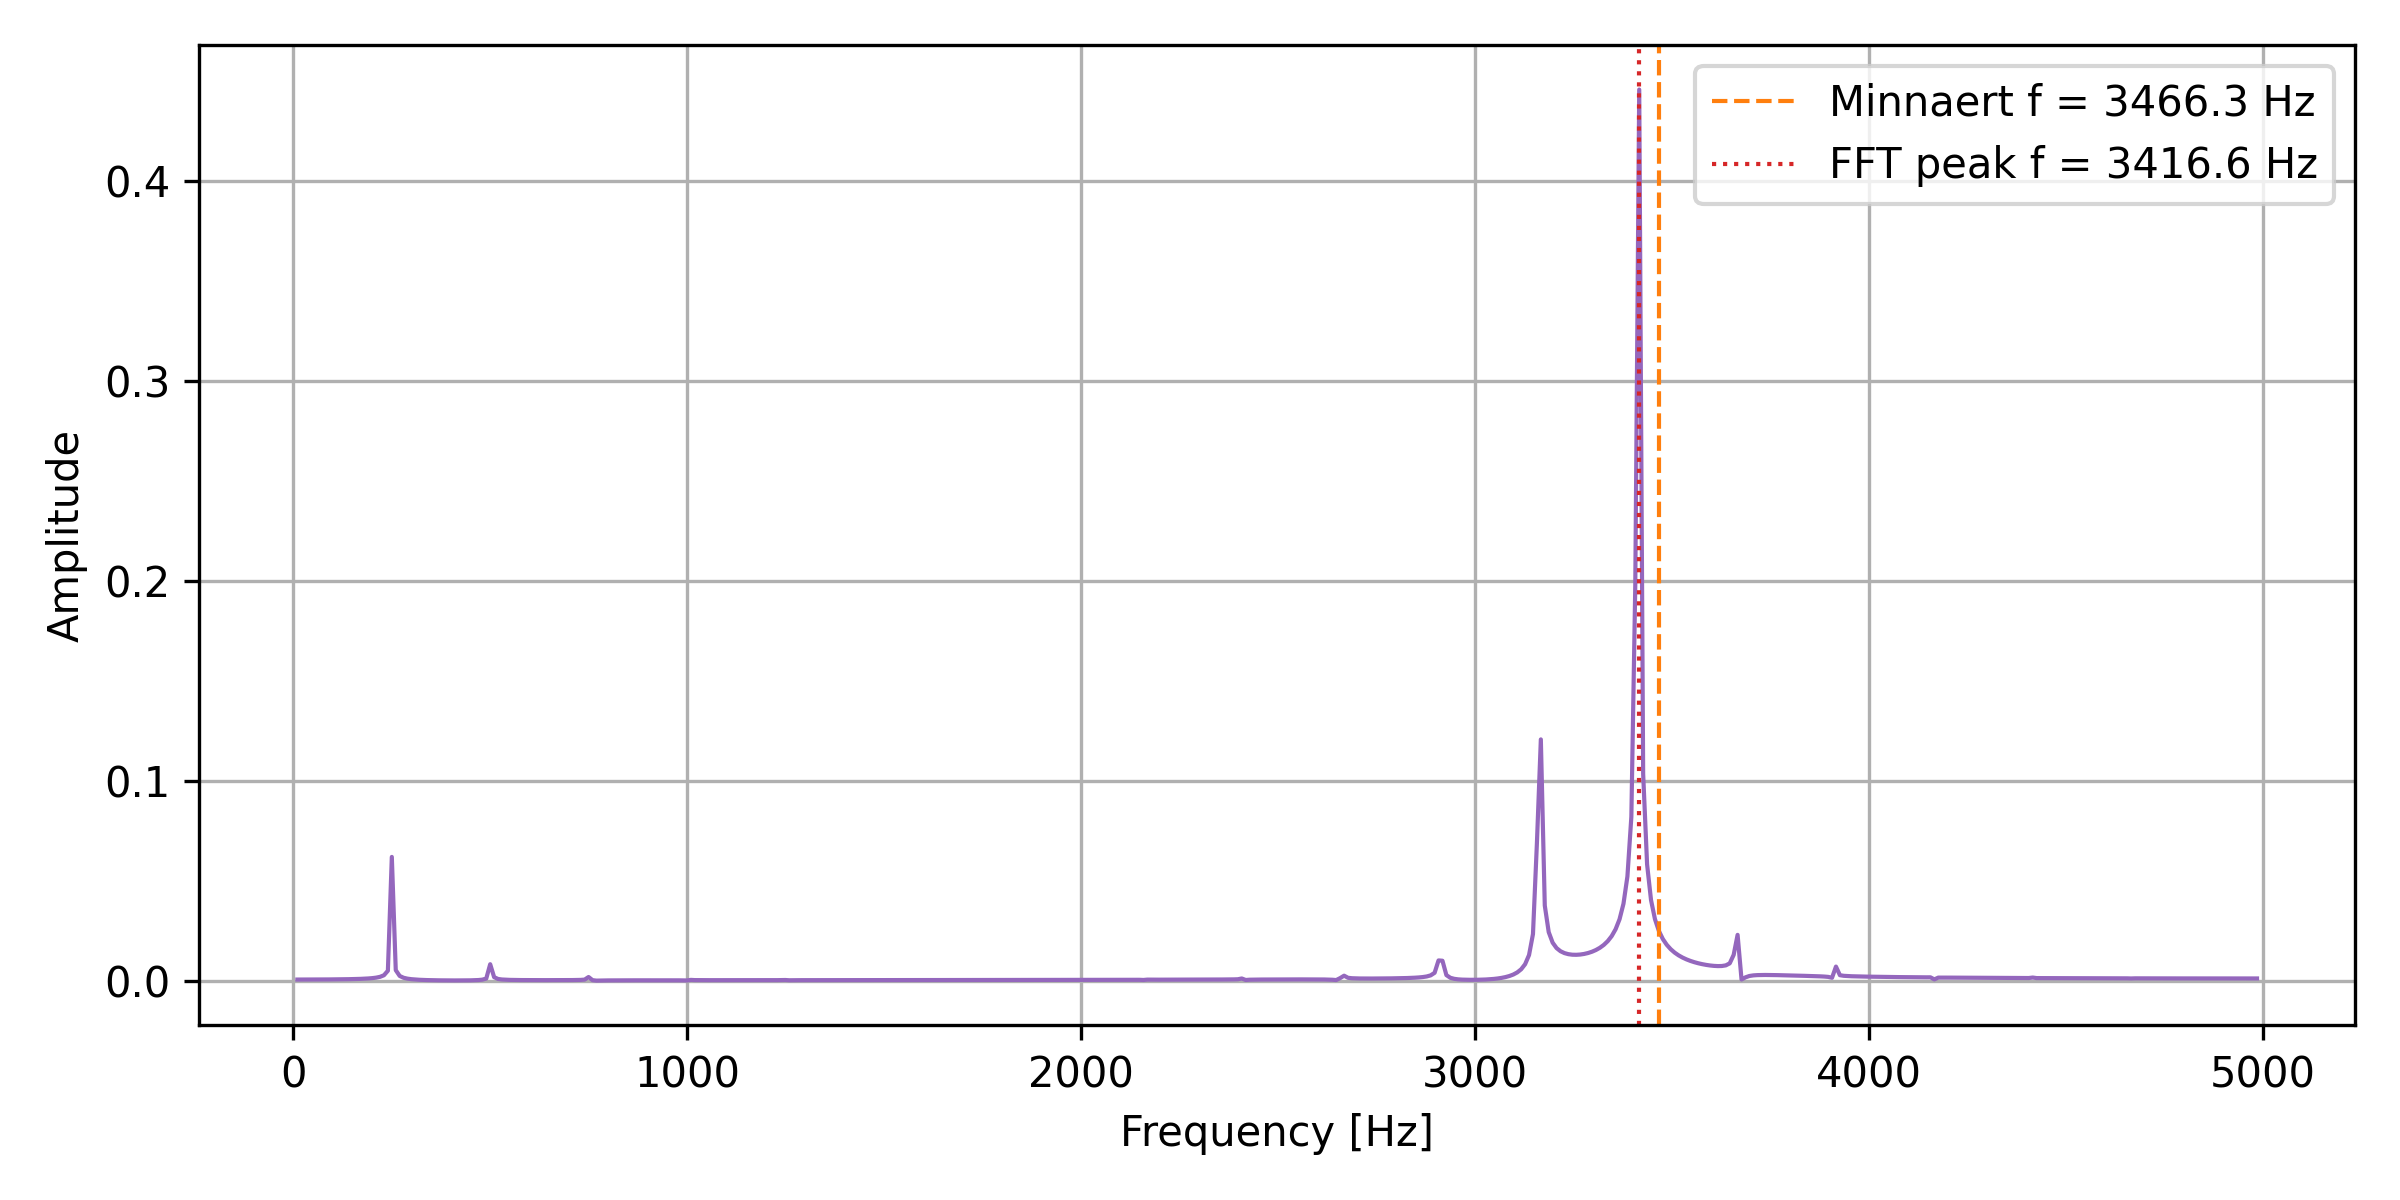 Minnaert f = 3466.3 Hz
FFT peak f = 3416.6 Hz
0.4
0.3
0.2
0.1
0.0
Amplitude
0 1000 2000 3000 4000 5000
Frequency [Hz]